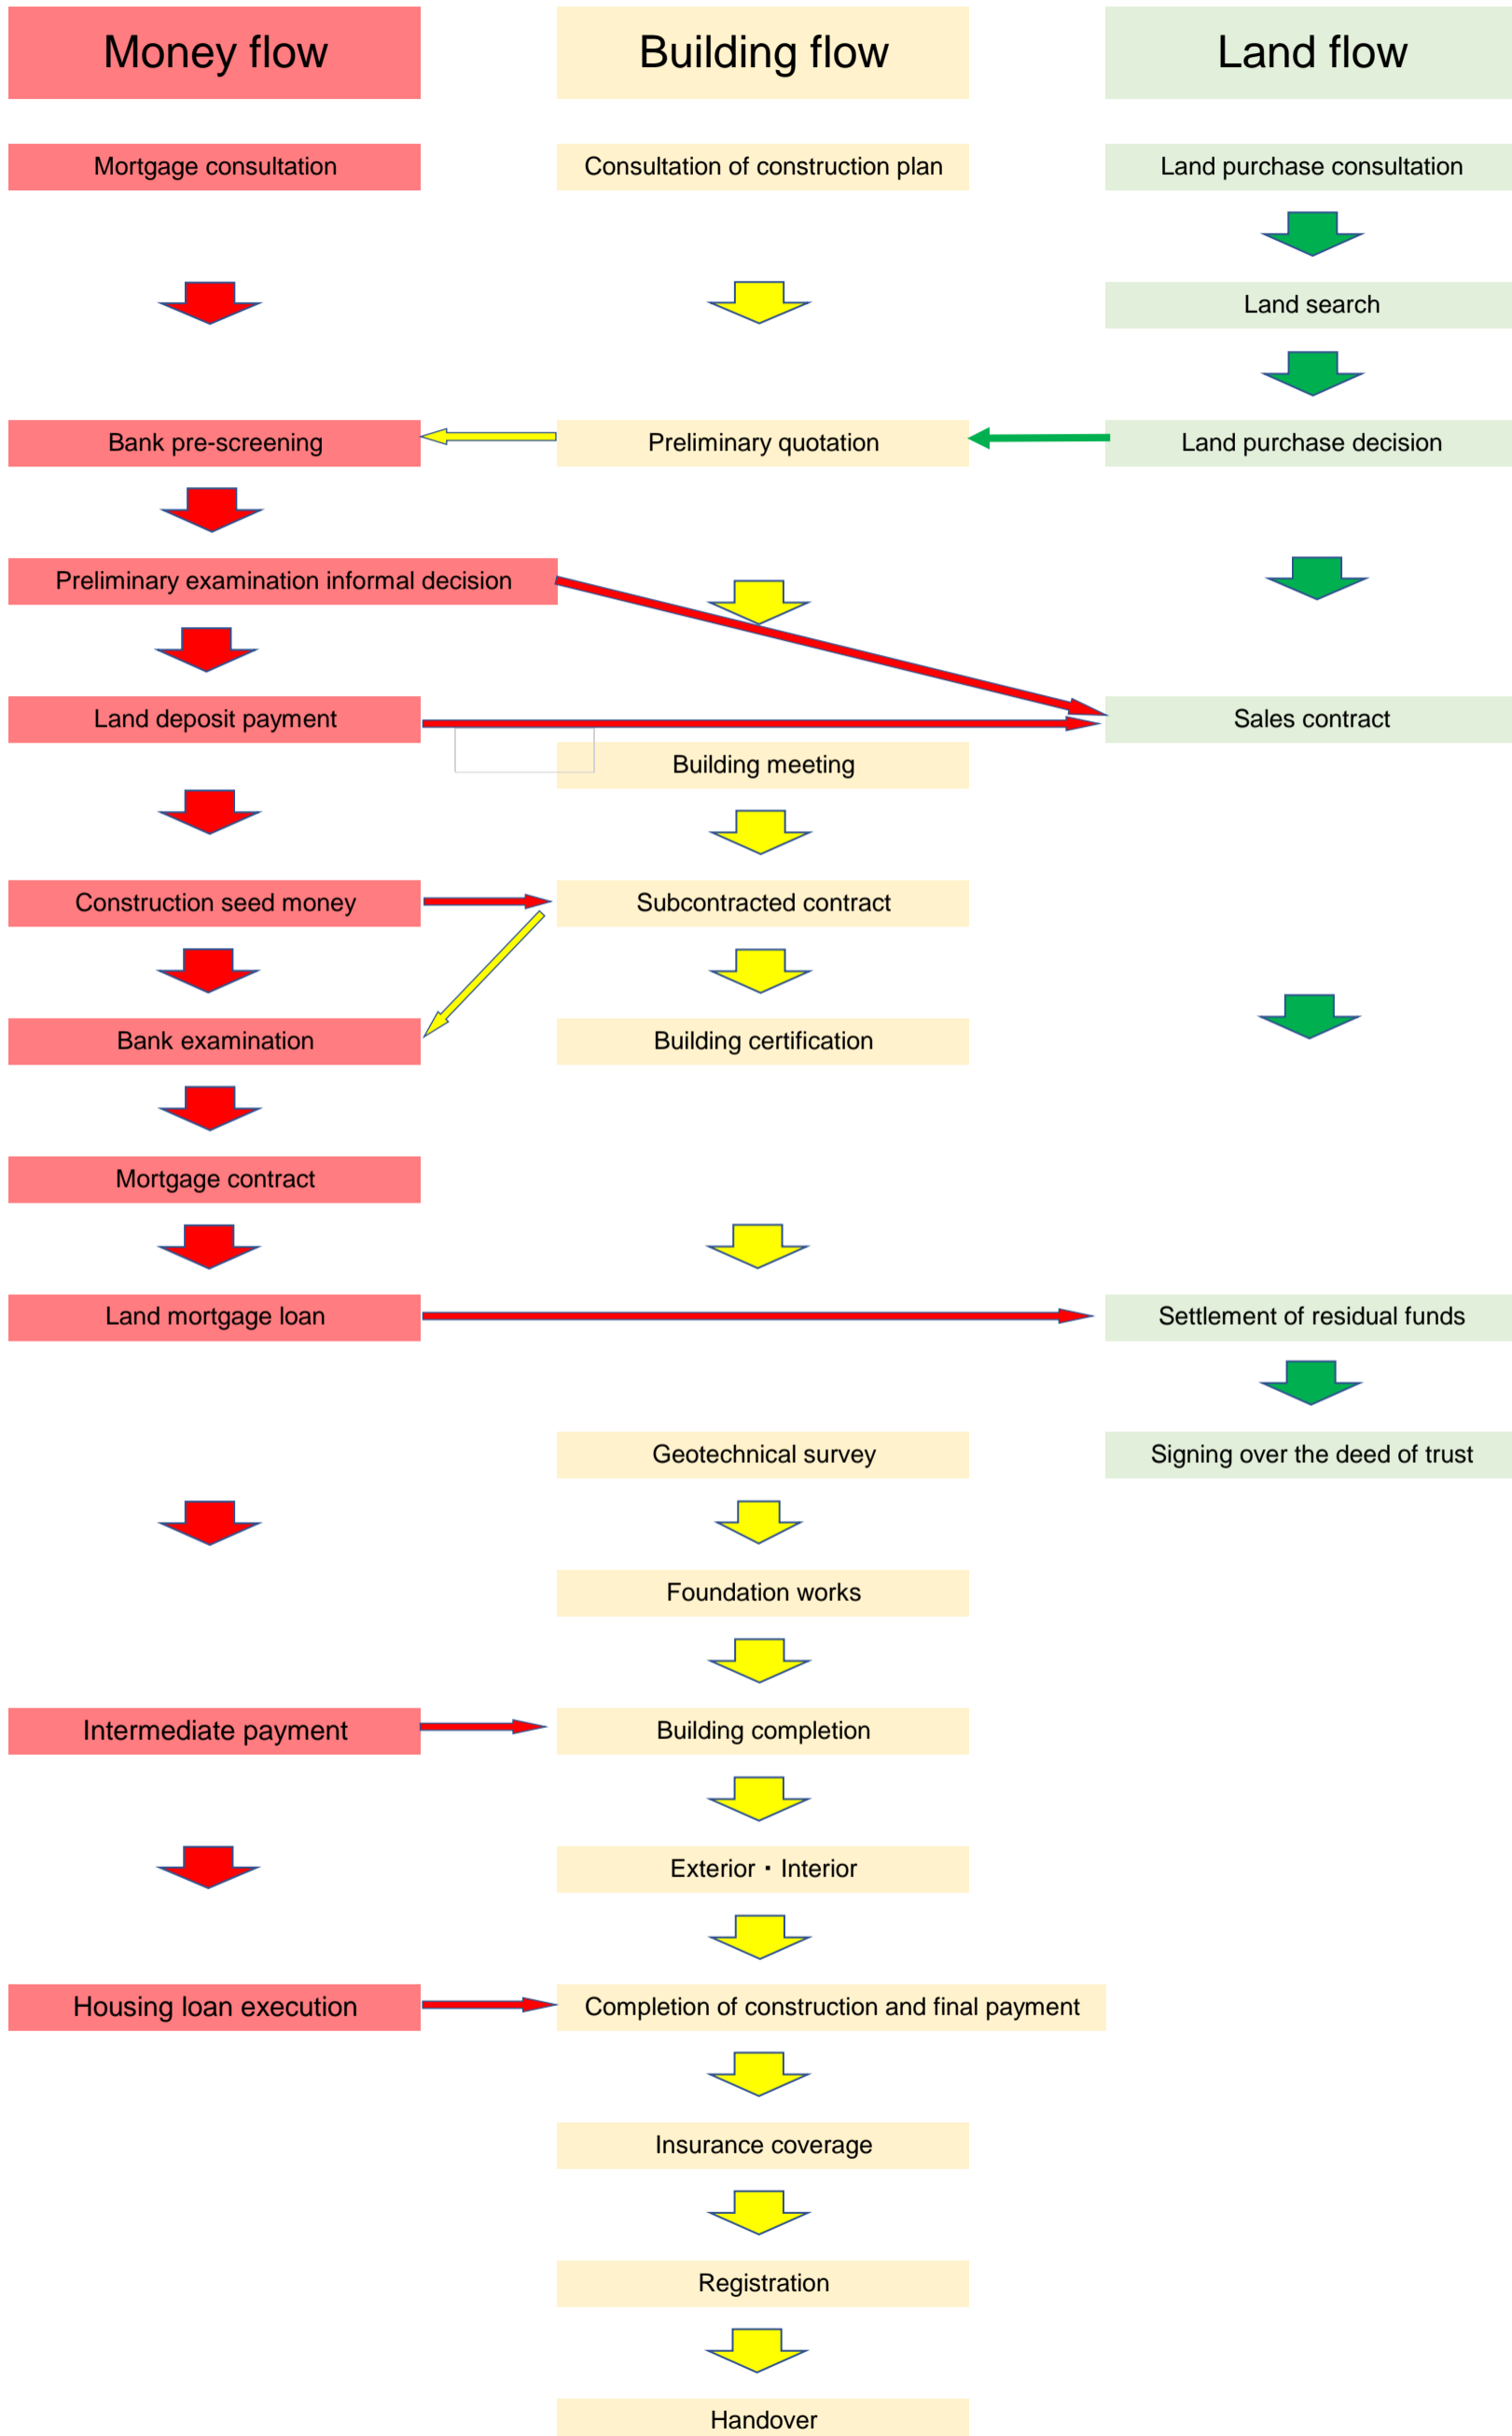 Money flow
Building flow
Land flow
Mortgage consultation
Consultation of construction plan
Land purchase consultation
Land search
Bank pre-screening
Preliminary quotation
Land purchase decision
Preliminary examination informal decision
Land deposit payment
Sales contract
Building meeting
Construction seed money
Subcontracted contract
Bank examination
Building certification
Mortgage contract
Land mortgage loan
Settlement of residual funds
Geotechnical survey
Signing over the deed of trust
Foundation works
Intermediate payment
Building completion
Exterior・Interior
Housing loan execution
Completion of construction and final payment
Insurance coverage
Registration
Handover